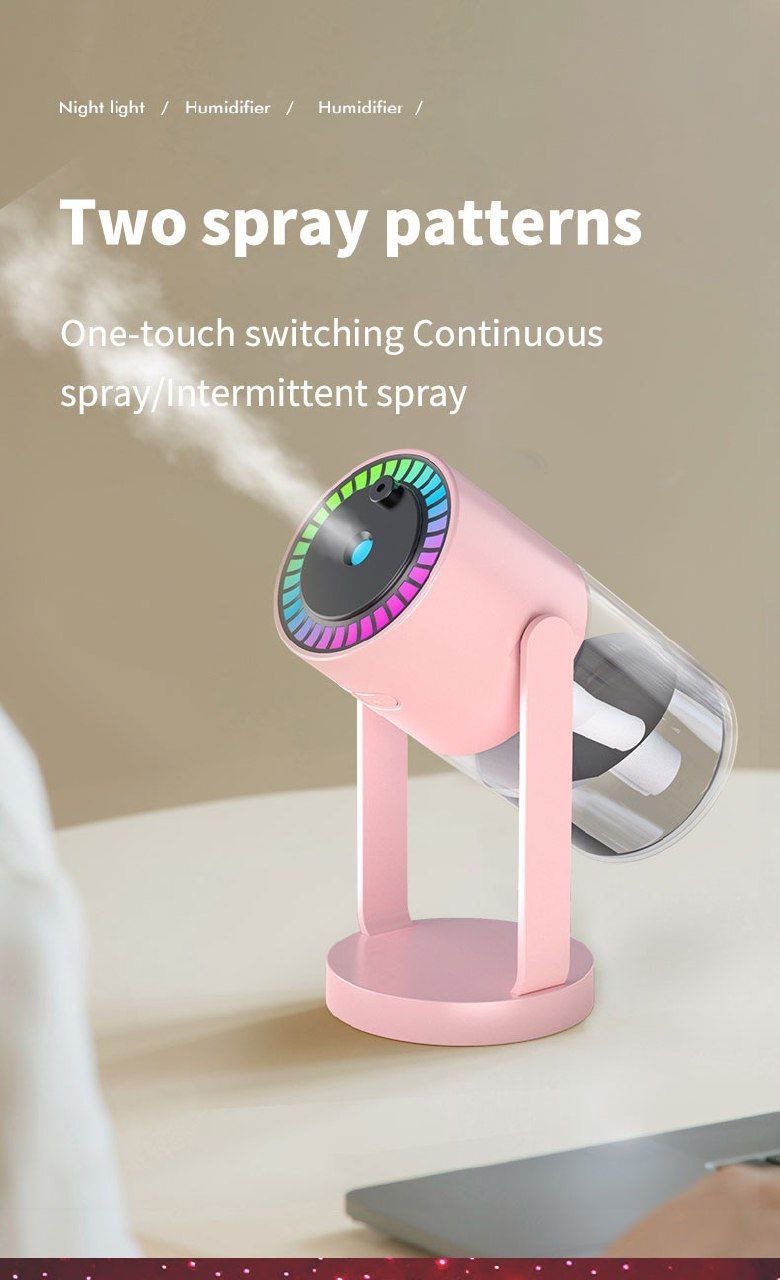 Night light / Humidifier / Humidifier /
Two spray patterns
One-touch switching Continuous
spray/Intermittent spray